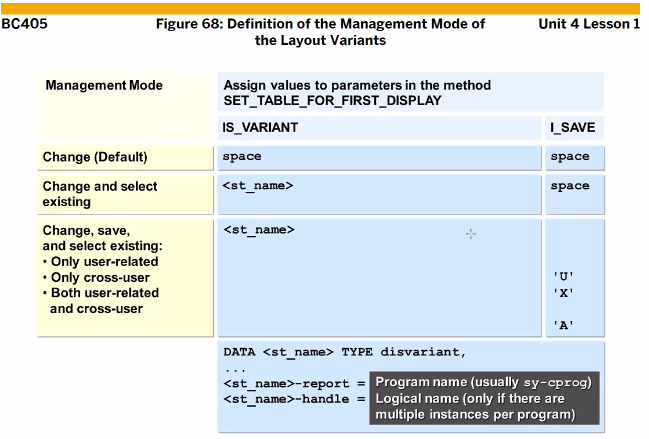 BC405
Figure 68: Definition of the Management Mode of
the Layout Variants
Unit 4 Lesson 1
Management Mode
Assign values to parameters in the method
SET_TABLE_FOR_FIRST_DISPLAY
IS_VARIANT
I_SAVE
Change (Default)
space
space
Change and select
existing
<st_name>
space
Change, save,
and select existing:
• Only user-related
• Only cross-user
• Both user-related
and cross-user
<st_name>
'U'
'X'
'A'
DATA <st_name> TYPE disvariant,
...
<st_name>-report = Program name (usually sy-cprog)
<st_name>-handle = Logical name (only if there are
multiple instances per program)